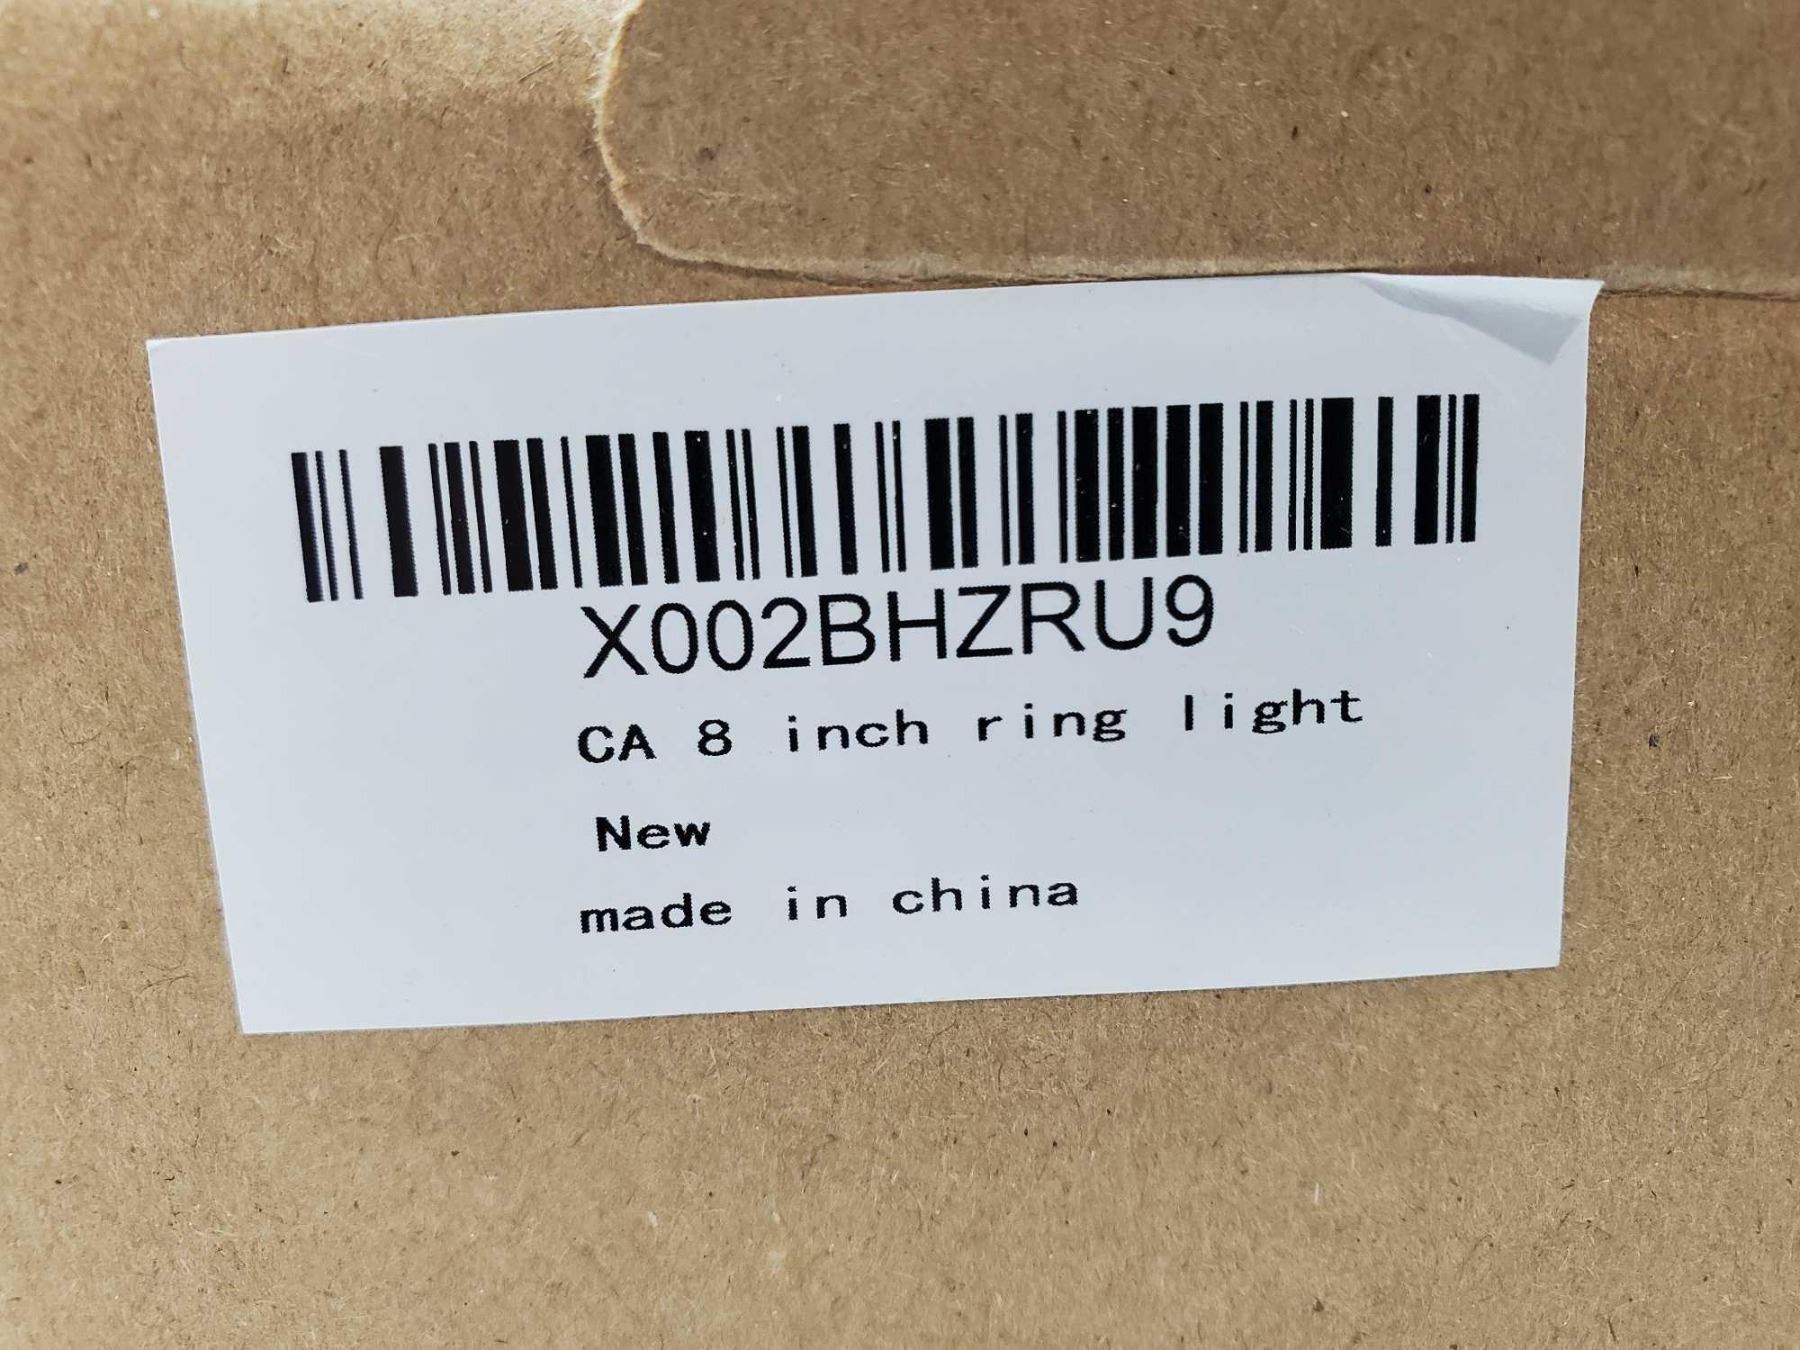 X002BHZRU9
CA 8 inch ring light
New
made in china